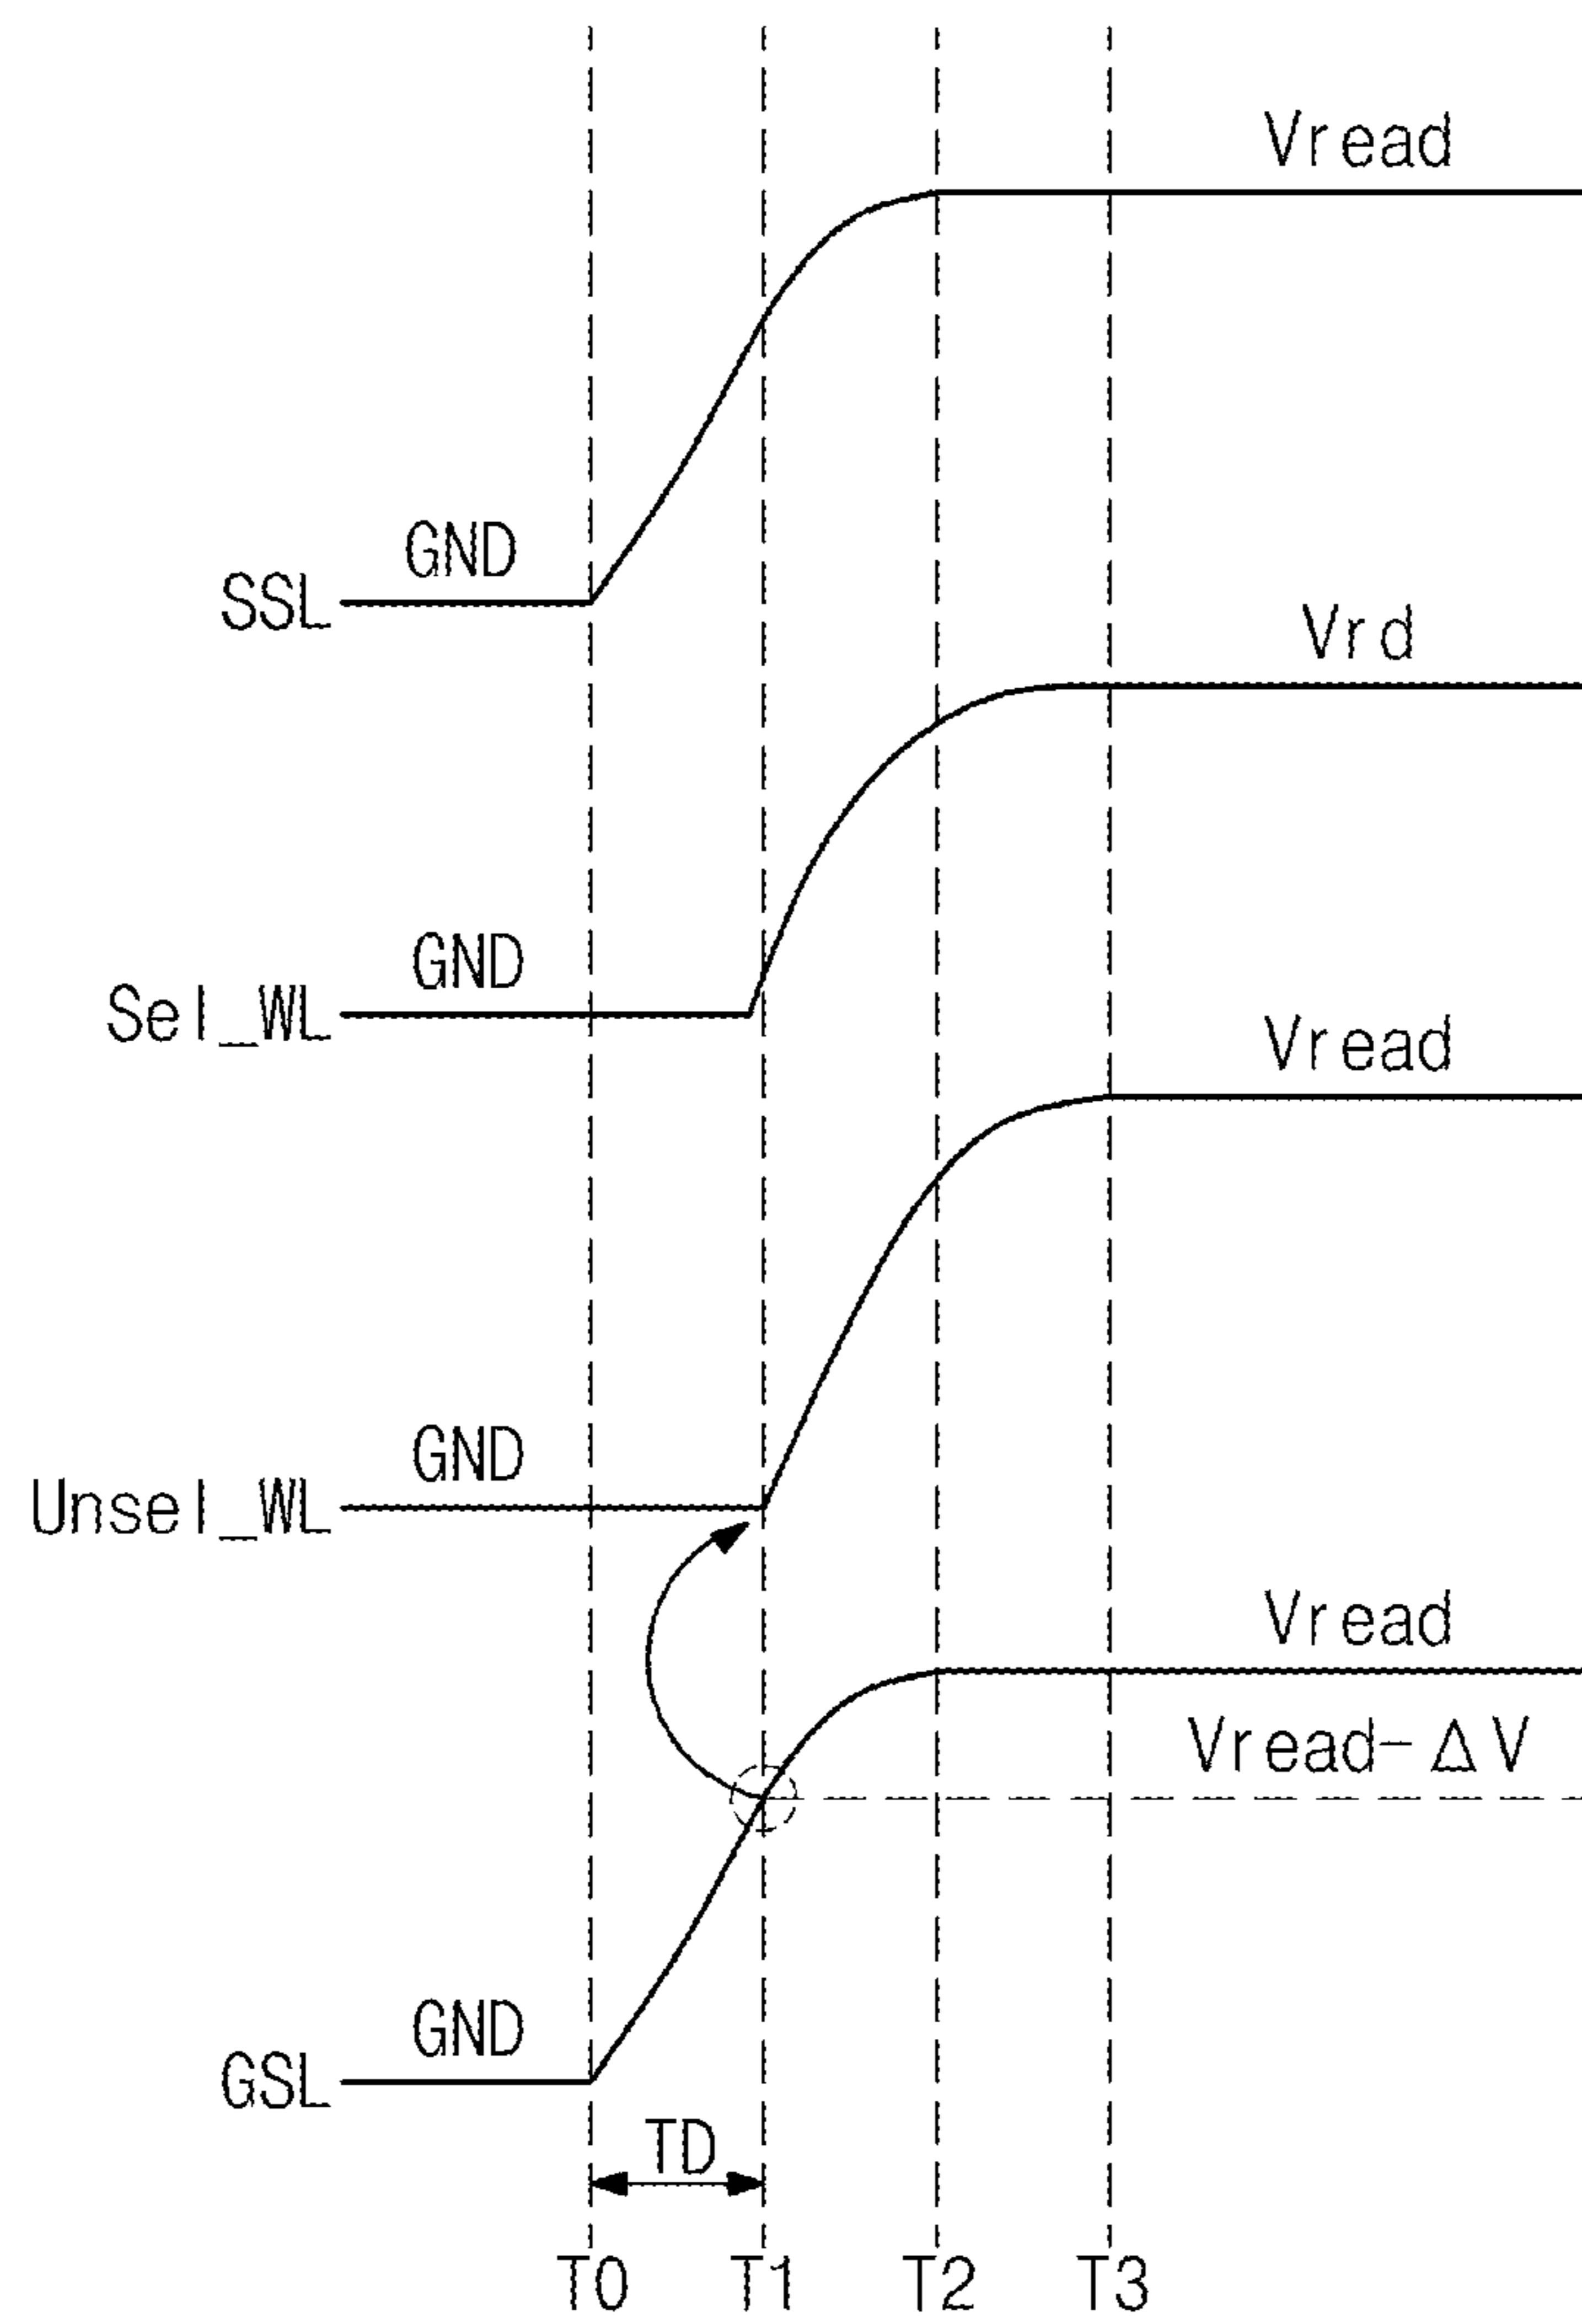 Vread
GND
SSL
Vrd
GND
Sel_WL
Vread
GND
Unsel_WL
Vread
Vread-ΔV
GND
GSL
TD
T0 T1 T2 T3